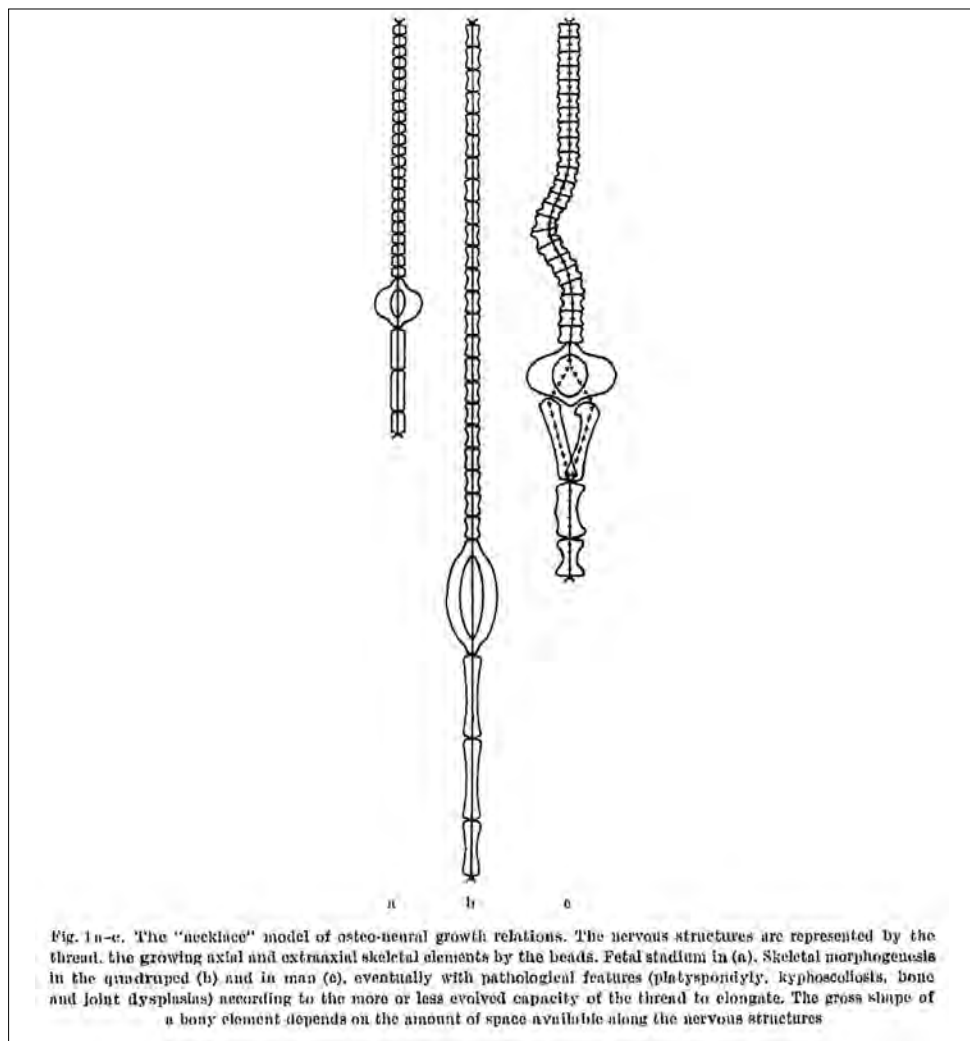 a b c
Fig. 1a-c. The "necklace" model of osteo-neural growth relations. The nervous structures are represented by the
thread, the growing axial and extraaxial skeletal elements by the beads. Fetal stadium in (a). Skeletal morphogenesis
in the quadruped (b) and in man (c), eventually with pathological features (platyspondyly, kyphoscoliosis, bone
and joint dysplasias) according to the more or less evolved capacity of the thread to elongate. The gross shape of
a bony element depends on the amount of space available along the nervous structures